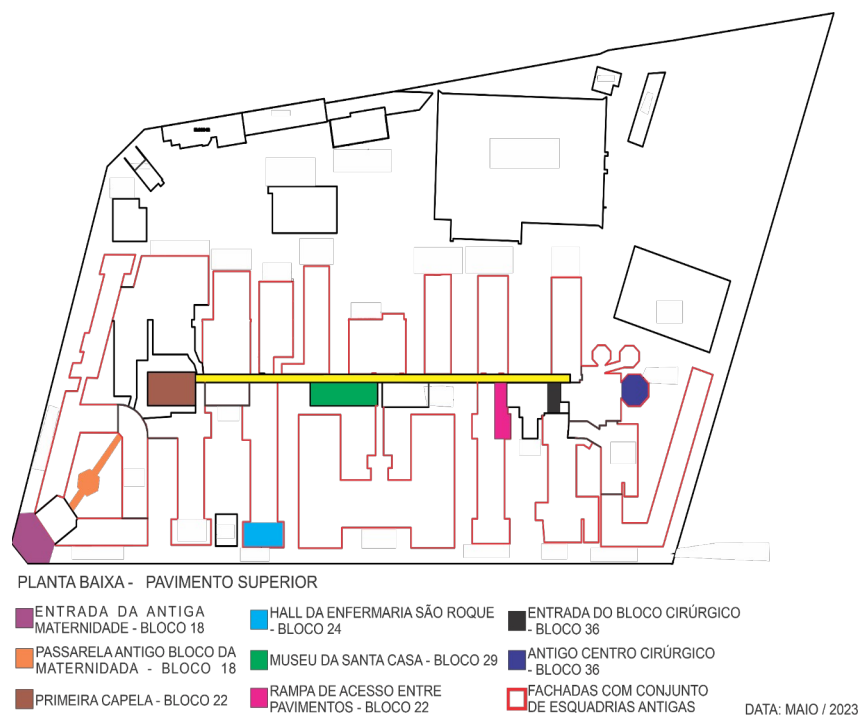 PLANTA BAIXA - PAVIMENTO SUPERIOR
ENTRADA DA ANTIGA
MATERNIDADE - BLOCO 18
PASSARELA ANTIGO BLOCO DA
MATERNIDADA - BLOCO 18
PRIMEIRA CAPELA - BLOCO 22
HALL DA ENFERMARIA SÃO ROQUE
- BLOCO 24
MUSEU DA SANTA CASA - BLOCO 29
RAMPA DE ACESSO ENTRE
PAVIMENTOS - BLOCO 22
ENTRADA DO BLOCO CIRÚRGICO
- BLOCO 36
ANTIGO CENTRO CIRÚRGICO
- BLOCO 36
FACHADAS COM CONJUNTO
DE ESQUADRIAS ANTIGAS
DATA: MAIO / 2023